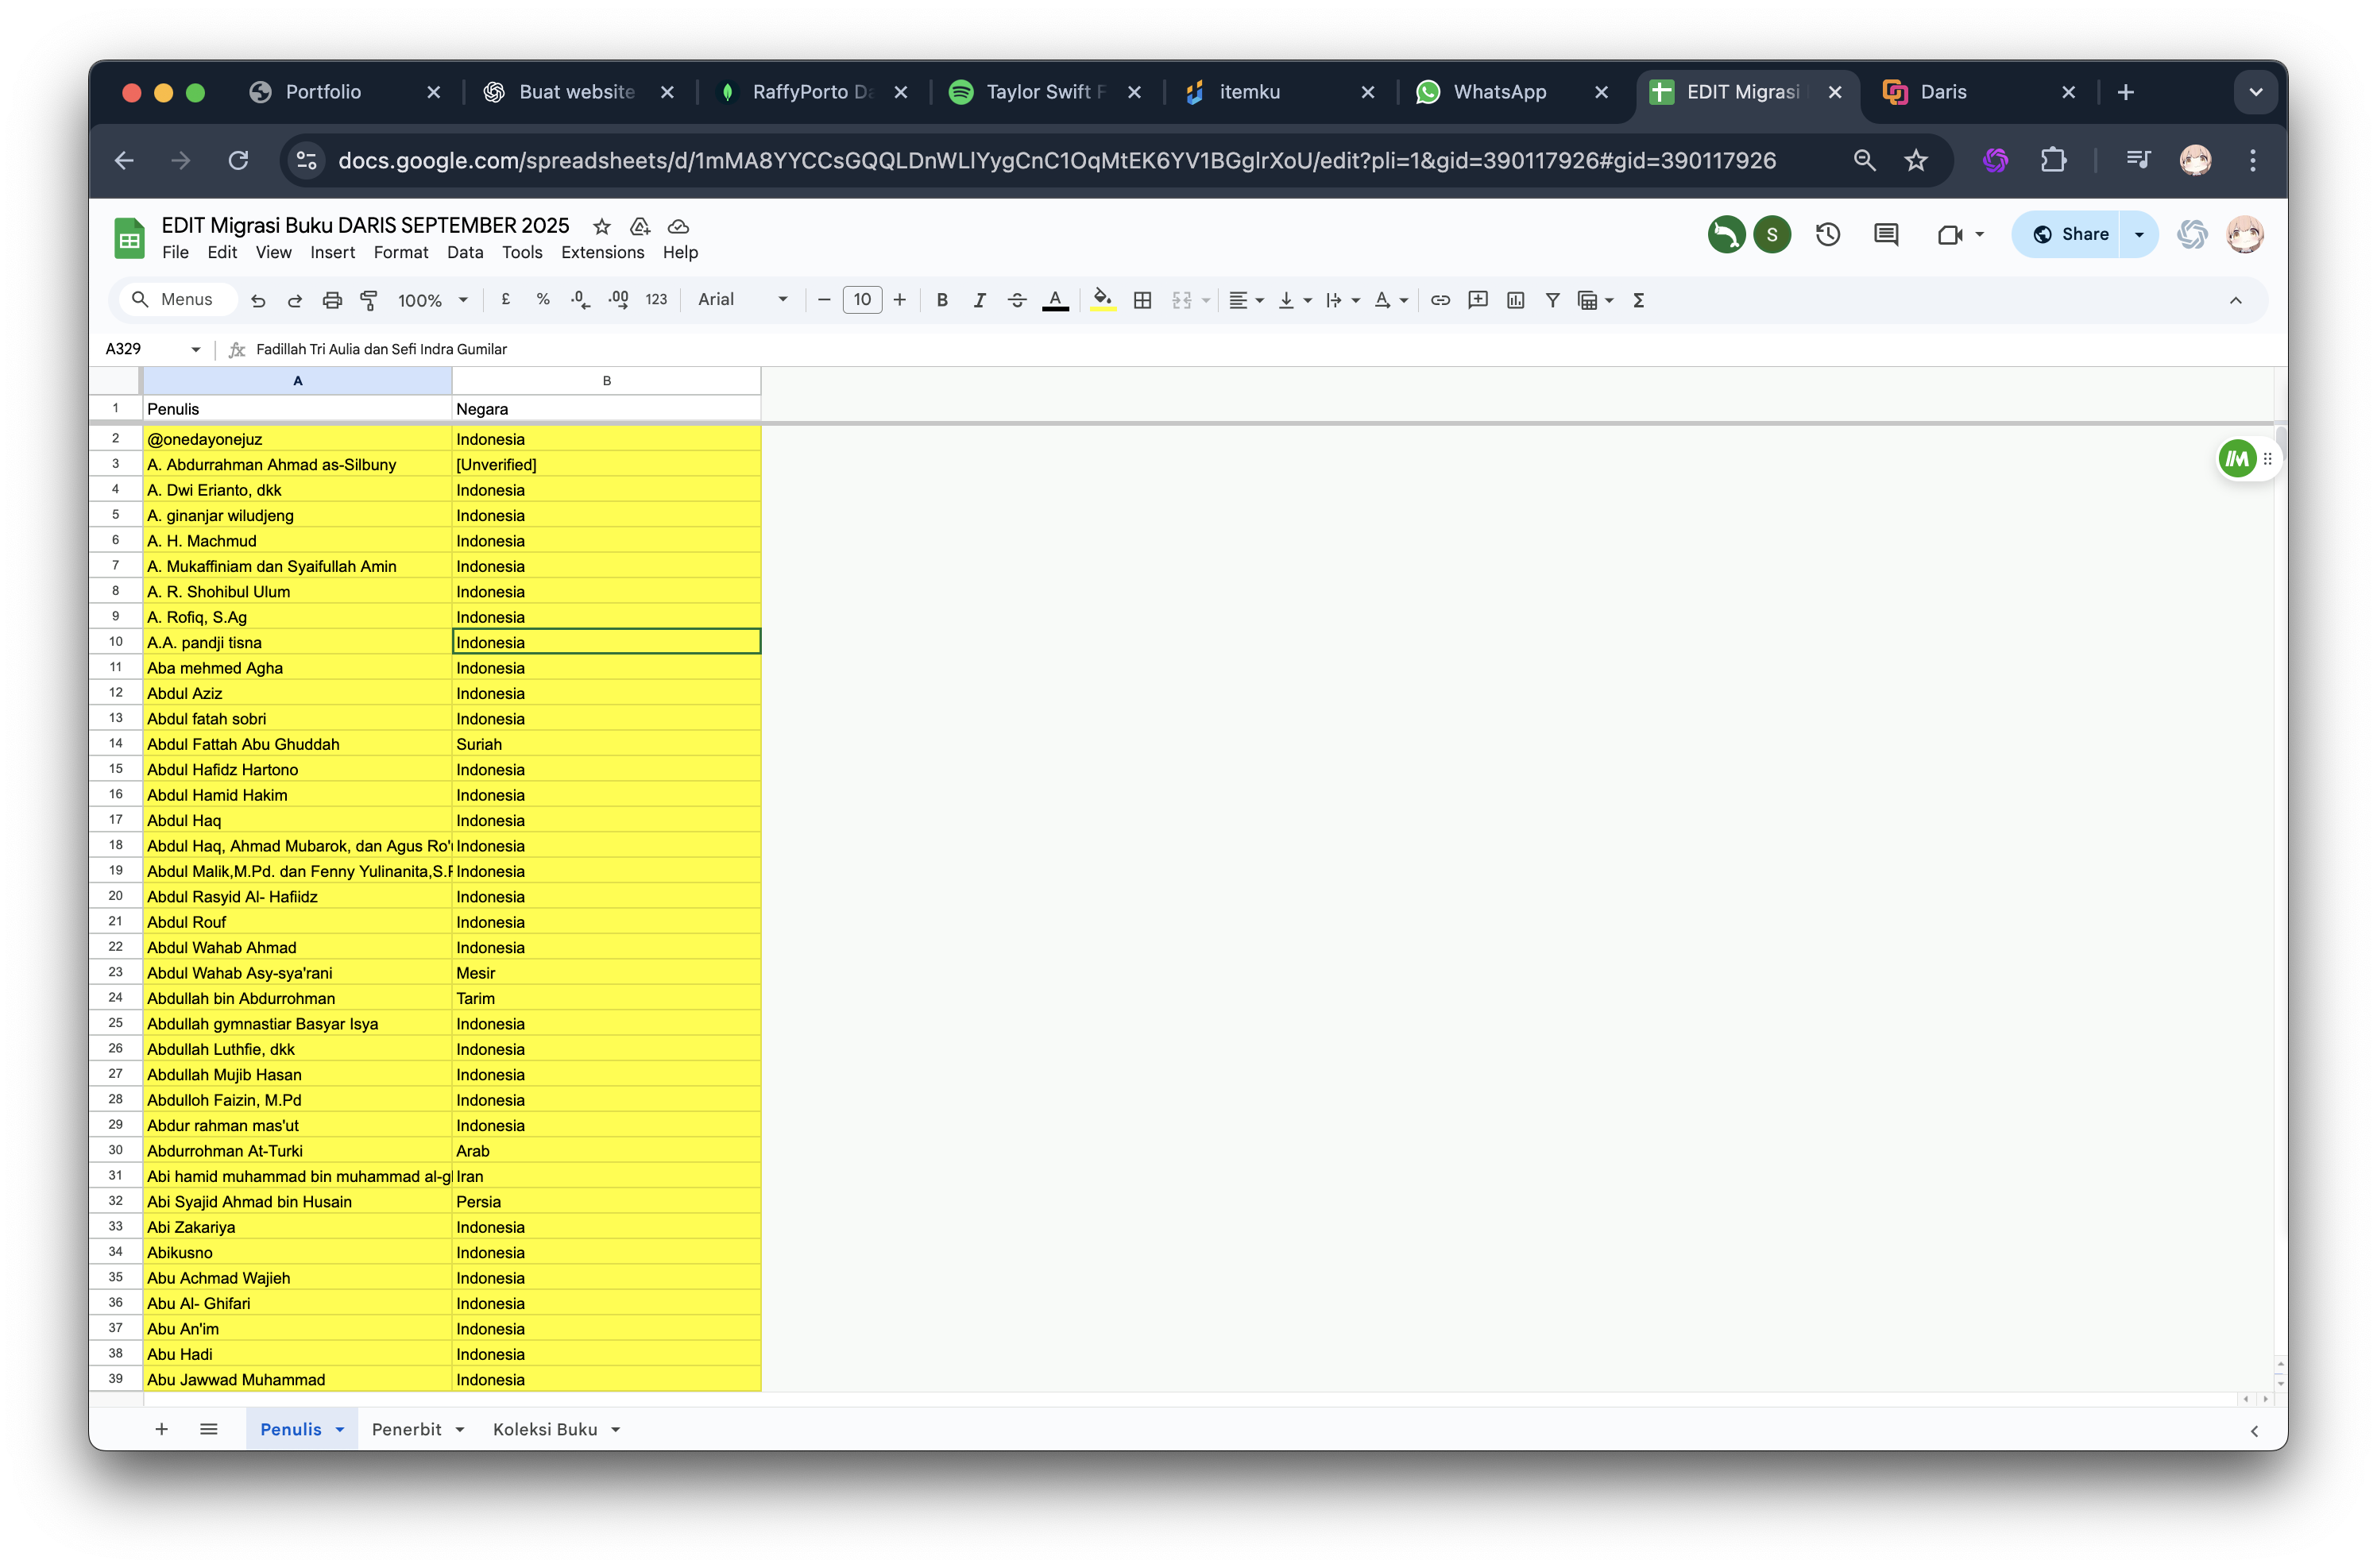 Portfolio
Buat website
RaffyPorto Da
Taylor Swift F
itemku
WhatsApp
EDIT Migrasi
Daris
docs.google.com/spreadsheets/d/1mMA8YYCCsGQQLDnWLlYygCnC1OqMtEK6YV1BGglrXoU/edit?pli=1&gid=390117926#gid=390117926
EDIT Migrasi Buku DARIS SEPTEMBER 2025
File Edit View Insert Format Data Tools Extensions Help
S
Share
Menus 100% £ % .0 .00 123 Arial 10 B I S A
A329 fx Fadillah Tri Aulia dan Sefi Indra Gumilar
A B
1 Penulis Negara
2 @onedayonejuz Indonesia
3 A. Abdurrahman Ahmad as-Silbuny [Unverified]
4 A. Dwi Erianto, dkk Indonesia
5 A. ginanjar wiludjeng Indonesia
6 A. H. Machmud Indonesia
7 A. Mukaffiniam dan Syaifullah Amin Indonesia
8 A. R. Shohibul Ulum Indonesia
9 A. Rofiq, S.Ag Indonesia
10 A.A. pandji tisna Indonesia
11 Aba mehmed Agha Indonesia
12 Abdul Aziz Indonesia
13 Abdul fatah sobri Indonesia
14 Abdul Fattah Abu Ghuddah Suriah
15 Abdul Hafidz Hartono Indonesia
16 Abdul Hamid Hakim Indonesia
17 Abdul Haq Indonesia
18 Abdul Haq, Ahmad Mubarok, dan Agus Ro' Indonesia
19 Abdul Malik,M.Pd. dan Fenny Yulinanita,S.P Indonesia
20 Abdul Rasyid Al- Hafiidz Indonesia
21 Abdul Rouf Indonesia
22 Abdul Wahab Ahmad Indonesia
23 Abdul Wahab Asy-sya'rani Mesir
24 Abdullah bin Abdurrohman Tarim
25 Abdullah gymnastiar Basyar Isya Indonesia
26 Abdullah Luthfie, dkk Indonesia
27 Abdullah Mujib Hasan Indonesia
28 Abdulloh Faizin, M.Pd Indonesia
29 Abdur rahman mas'ut Indonesia
30 Abdurrohman At-Turki Arab
31 Abi hamid muhammad bin muhammad al-gh Iran
32 Abi Syajid Ahmad bin Husain Persia
33 Abi Zakariya Indonesia
34 Abikusno Indonesia
35 Abu Achmad Wajieh Indonesia
36 Abu Al- Ghifari Indonesia
37 Abu An'im Indonesia
38 Abu Hadi Indonesia
39 Abu Jawwad Muhammad Indonesia
Penulis Penerbit Koleksi Buku